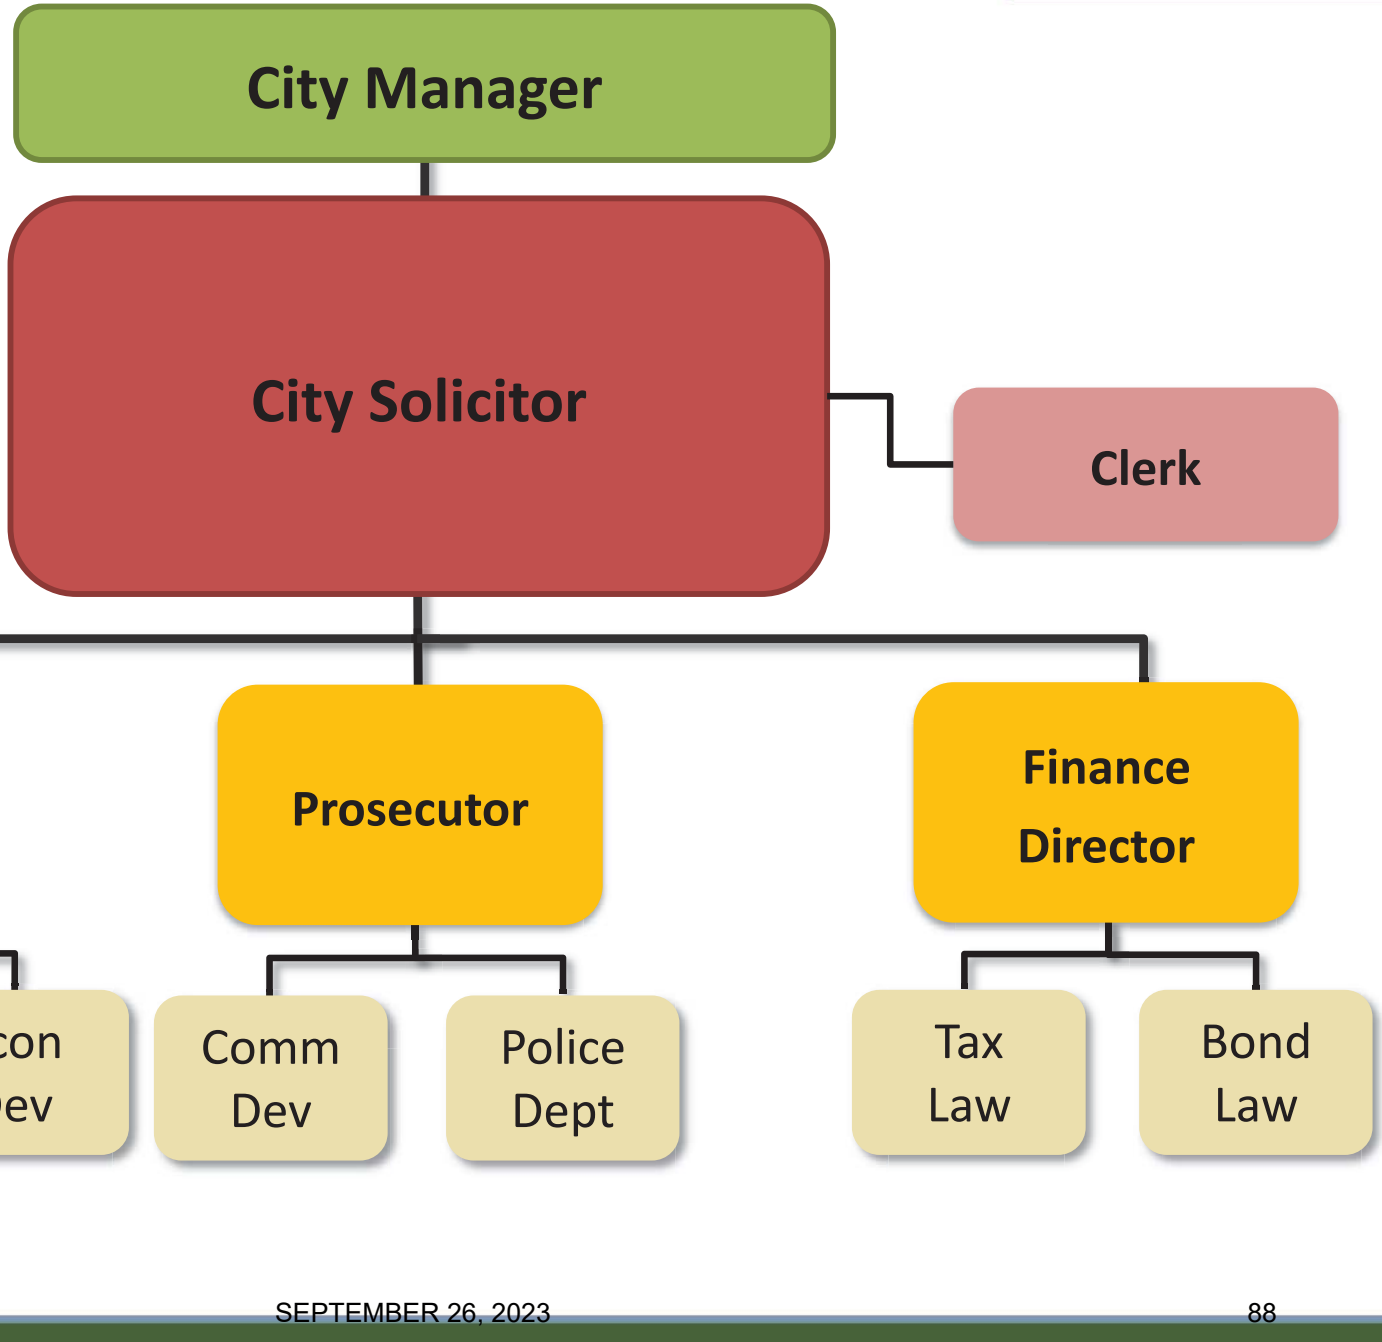 City Manager
City Solicitor
Clerk
Prosecutor
Finance
Director
Comm
Dev
Police
Dept
Tax
Law
Bond
Law
SEPTEMBER 26, 2023
88